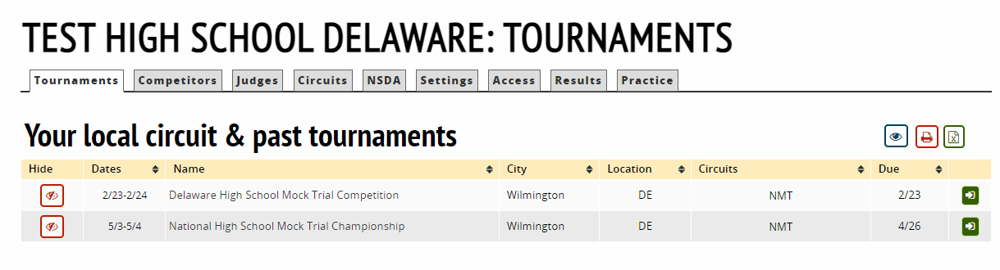 TEST HIGH SCHOOL DELAWARE: TOURNAMENTS
Tournaments Competitors Judges Circuits NSDA Settings Access Results Practice
Your local circuit & past tournaments
Hide Dates Name City Location Circuits Due
2/23-2/24 Delaware High School Mock Trial Competition Wilmington DE NMT 2/23
5/3-5/4 National High School Mock Trial Championship Wilmington DE NMT 4/26